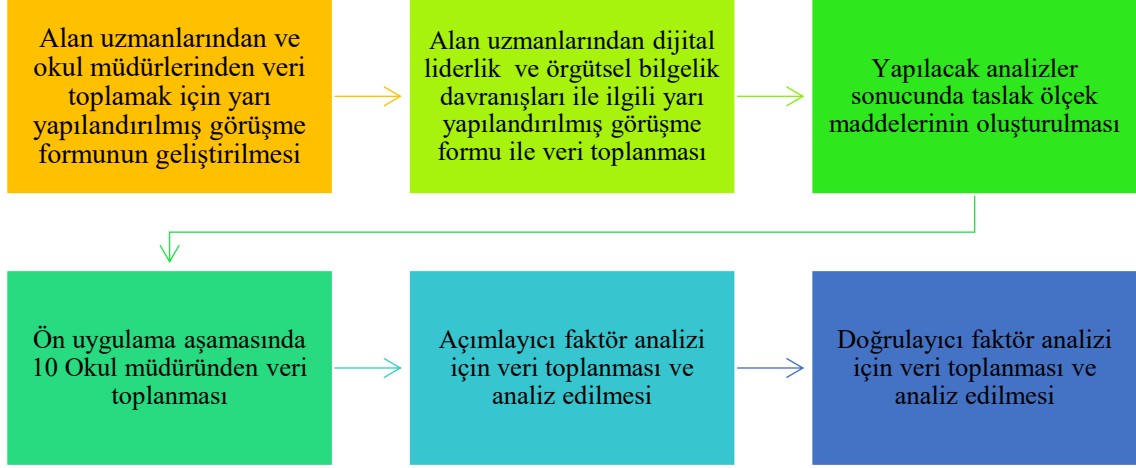 Alan uzmanlarından ve
okul müdürlerinden veri
toplamak için yarı
yapılandırılmış görüşme
formunun geliştirilmesi
Alan uzmanlarından dijital
liderlik ve örgütsel bilgelik
davranışları ile ilgili yarı
yapılandırılmış görüşme
formu ile veri toplanması
Yapılacak analizler
sonucunda taslak ölçek
maddelerinin oluşturulması
Ön uygulama aşamasında
10 Okul müdüründen veri
toplanması
Açımlayıcı faktör analizi
için veri toplanması ve
analiz edilmesi
Doğrulayıcı faktör analizi
için veri toplanması ve
analiz edilmesi